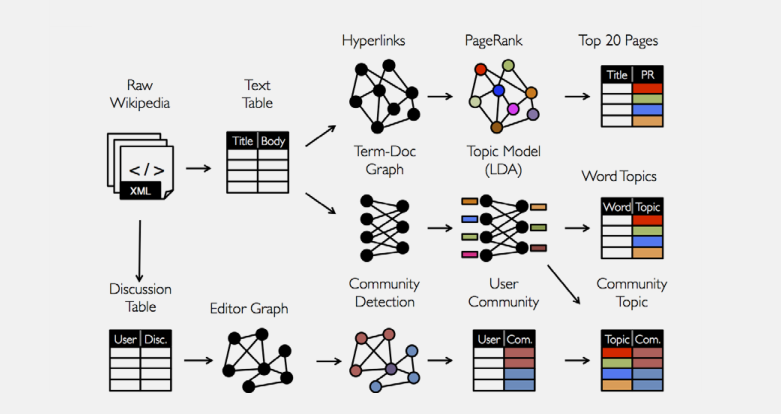 Hyperlinks
PageRank
Top 20 Pages
Raw
Wikipedia
Text
Table
Title PR
Title Body
</>
XML
Term-Doc
Graph
Topic Model
(LDA)
Word Topics
Word Topic
Discussion
Table
Editor Graph
Community
Detection
User
Community
Community
Topic
User Disc.
User Com.
Topic Com.